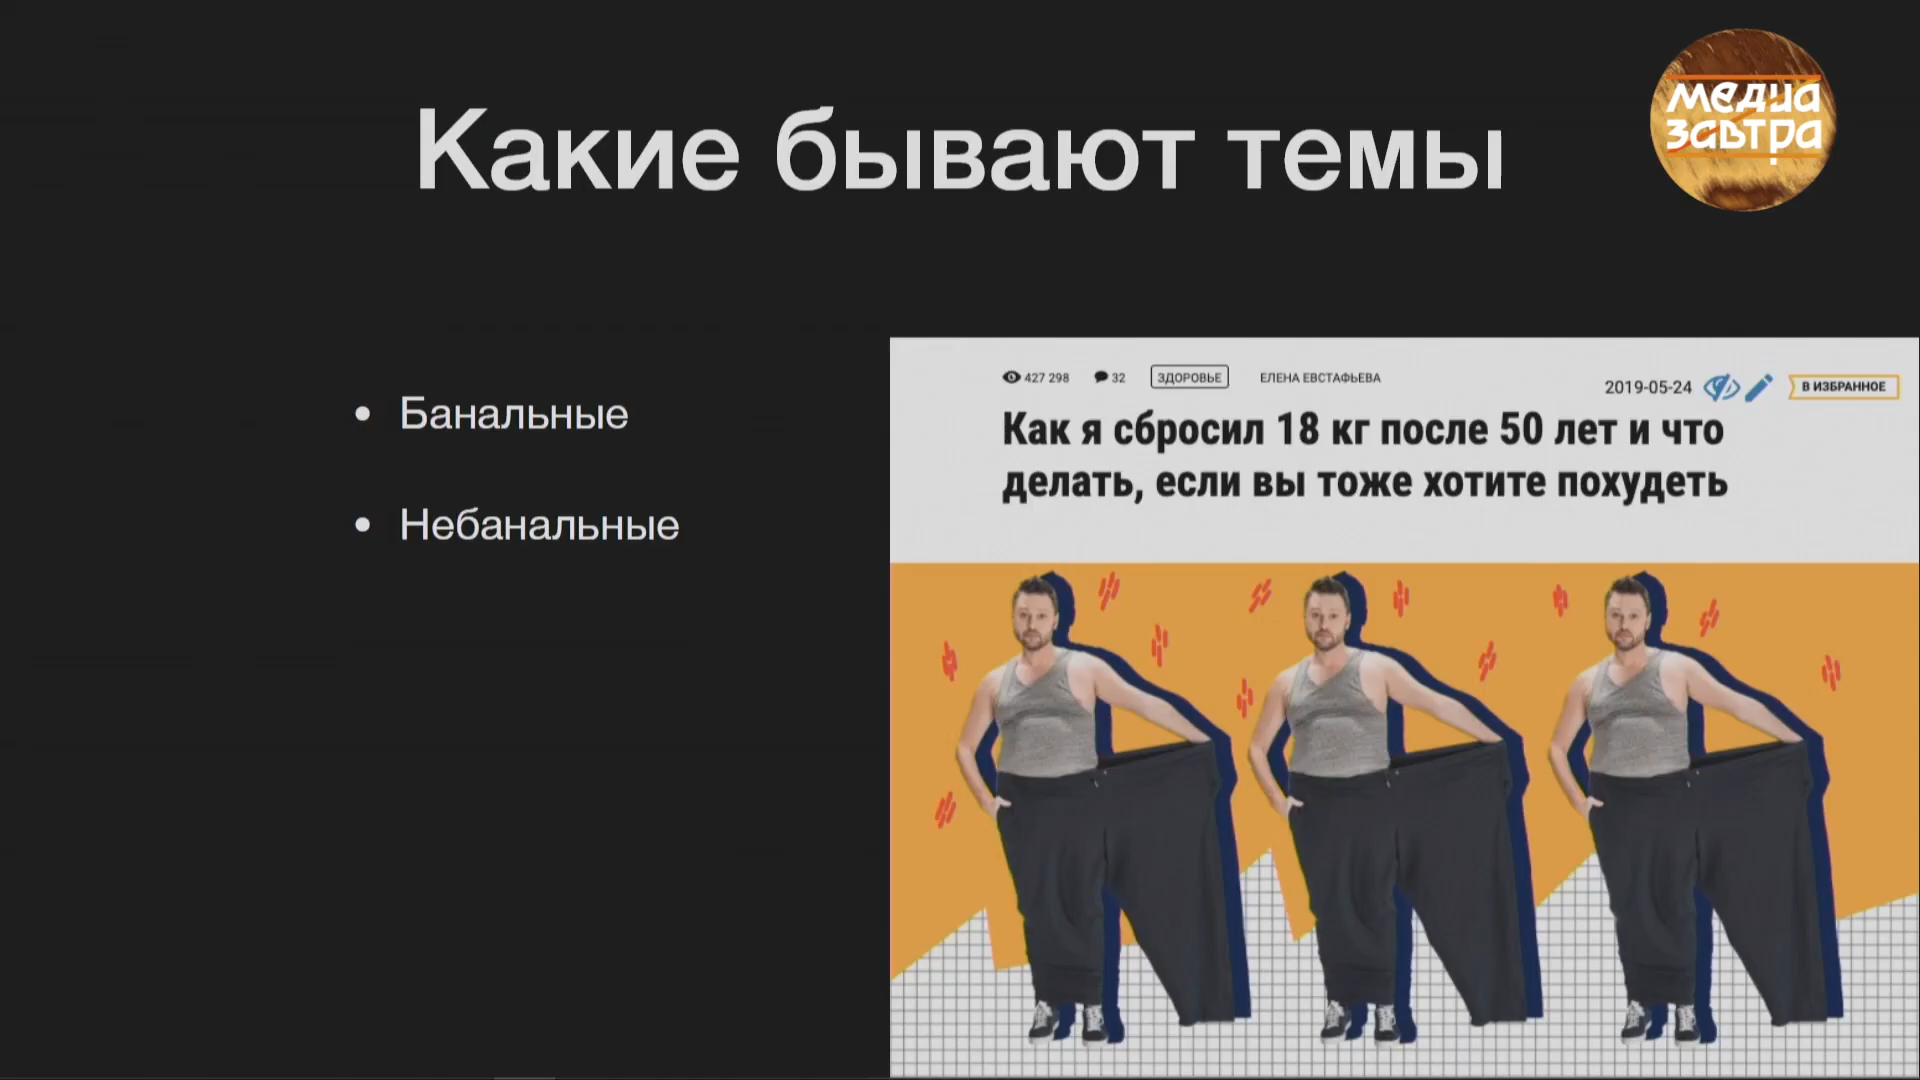 медиа
завтра
Какие бывают темы
• Банальные
• Небанальные
427 298 32 ЗДОРОВЬЕ ЕЛЕНА ЕВСТАФЬЕВА 2019-05-24 В ИЗБРАННОЕ
Как я сбросил 18 кг после 50 лет и что
делать, если вы тоже хотите похудеть